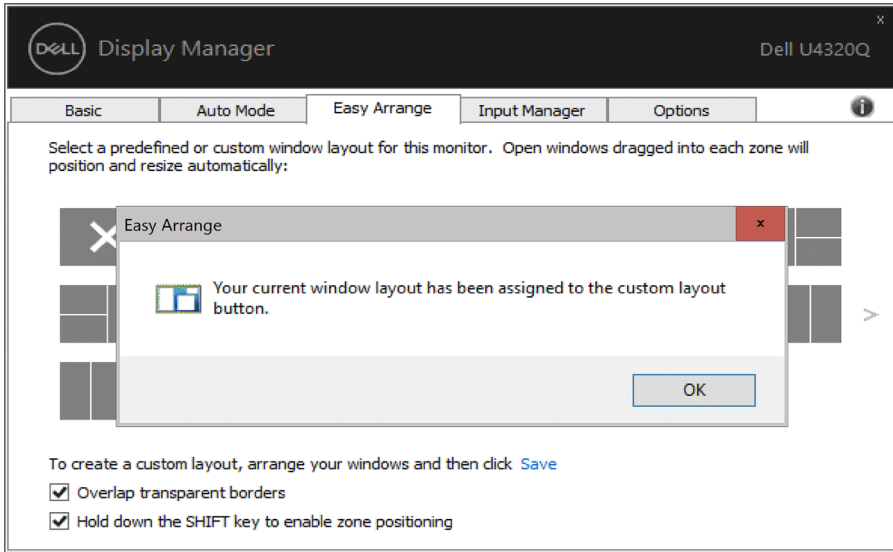 DELL Display Manager
x
Dell U4320Q
Basic Auto Mode Easy Arrange Input Manager Options
Select a predefined or custom window layout for this monitor. Open windows dragged into each zone will
position and resize automatically:
Easy Arrange
x
Your current window layout has been assigned to the custom layout
button.
OK
>
To create a custom layout, arrange your windows and then click Save
Overlap transparent borders
Hold down the SHIFT key to enable zone positioning